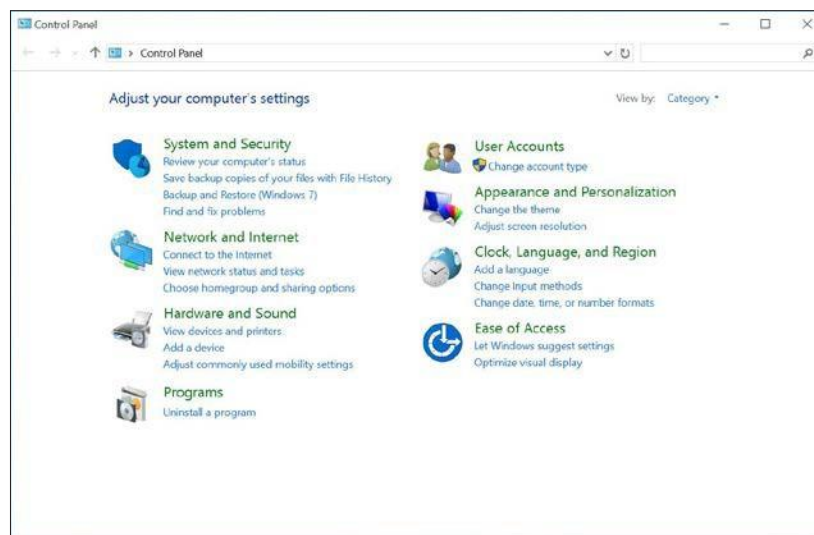 Control Panel
Control Panel
Adjust your computer's settings
View by: Category
System and Security
Review your computer's status
Save backup copies of your files with File History
Backup and Restore (Windows 7)
Find and fix problems
Network and Internet
Connect to the Internet
View network status and tasks
Choose homegroup and sharing options
Hardware and Sound
View devices and printers
Add a device
Adjust commonly used mobility settings
Programs
Uninstall a program
User Accounts
Change account type
Appearance and Personalization
Change the theme
Adjust screen resolution
Clock, Language, and Region
Add a language
Change input methods
Change date, time, or number formats
Ease of Access
Let Windows suggest settings
Optimize visual display